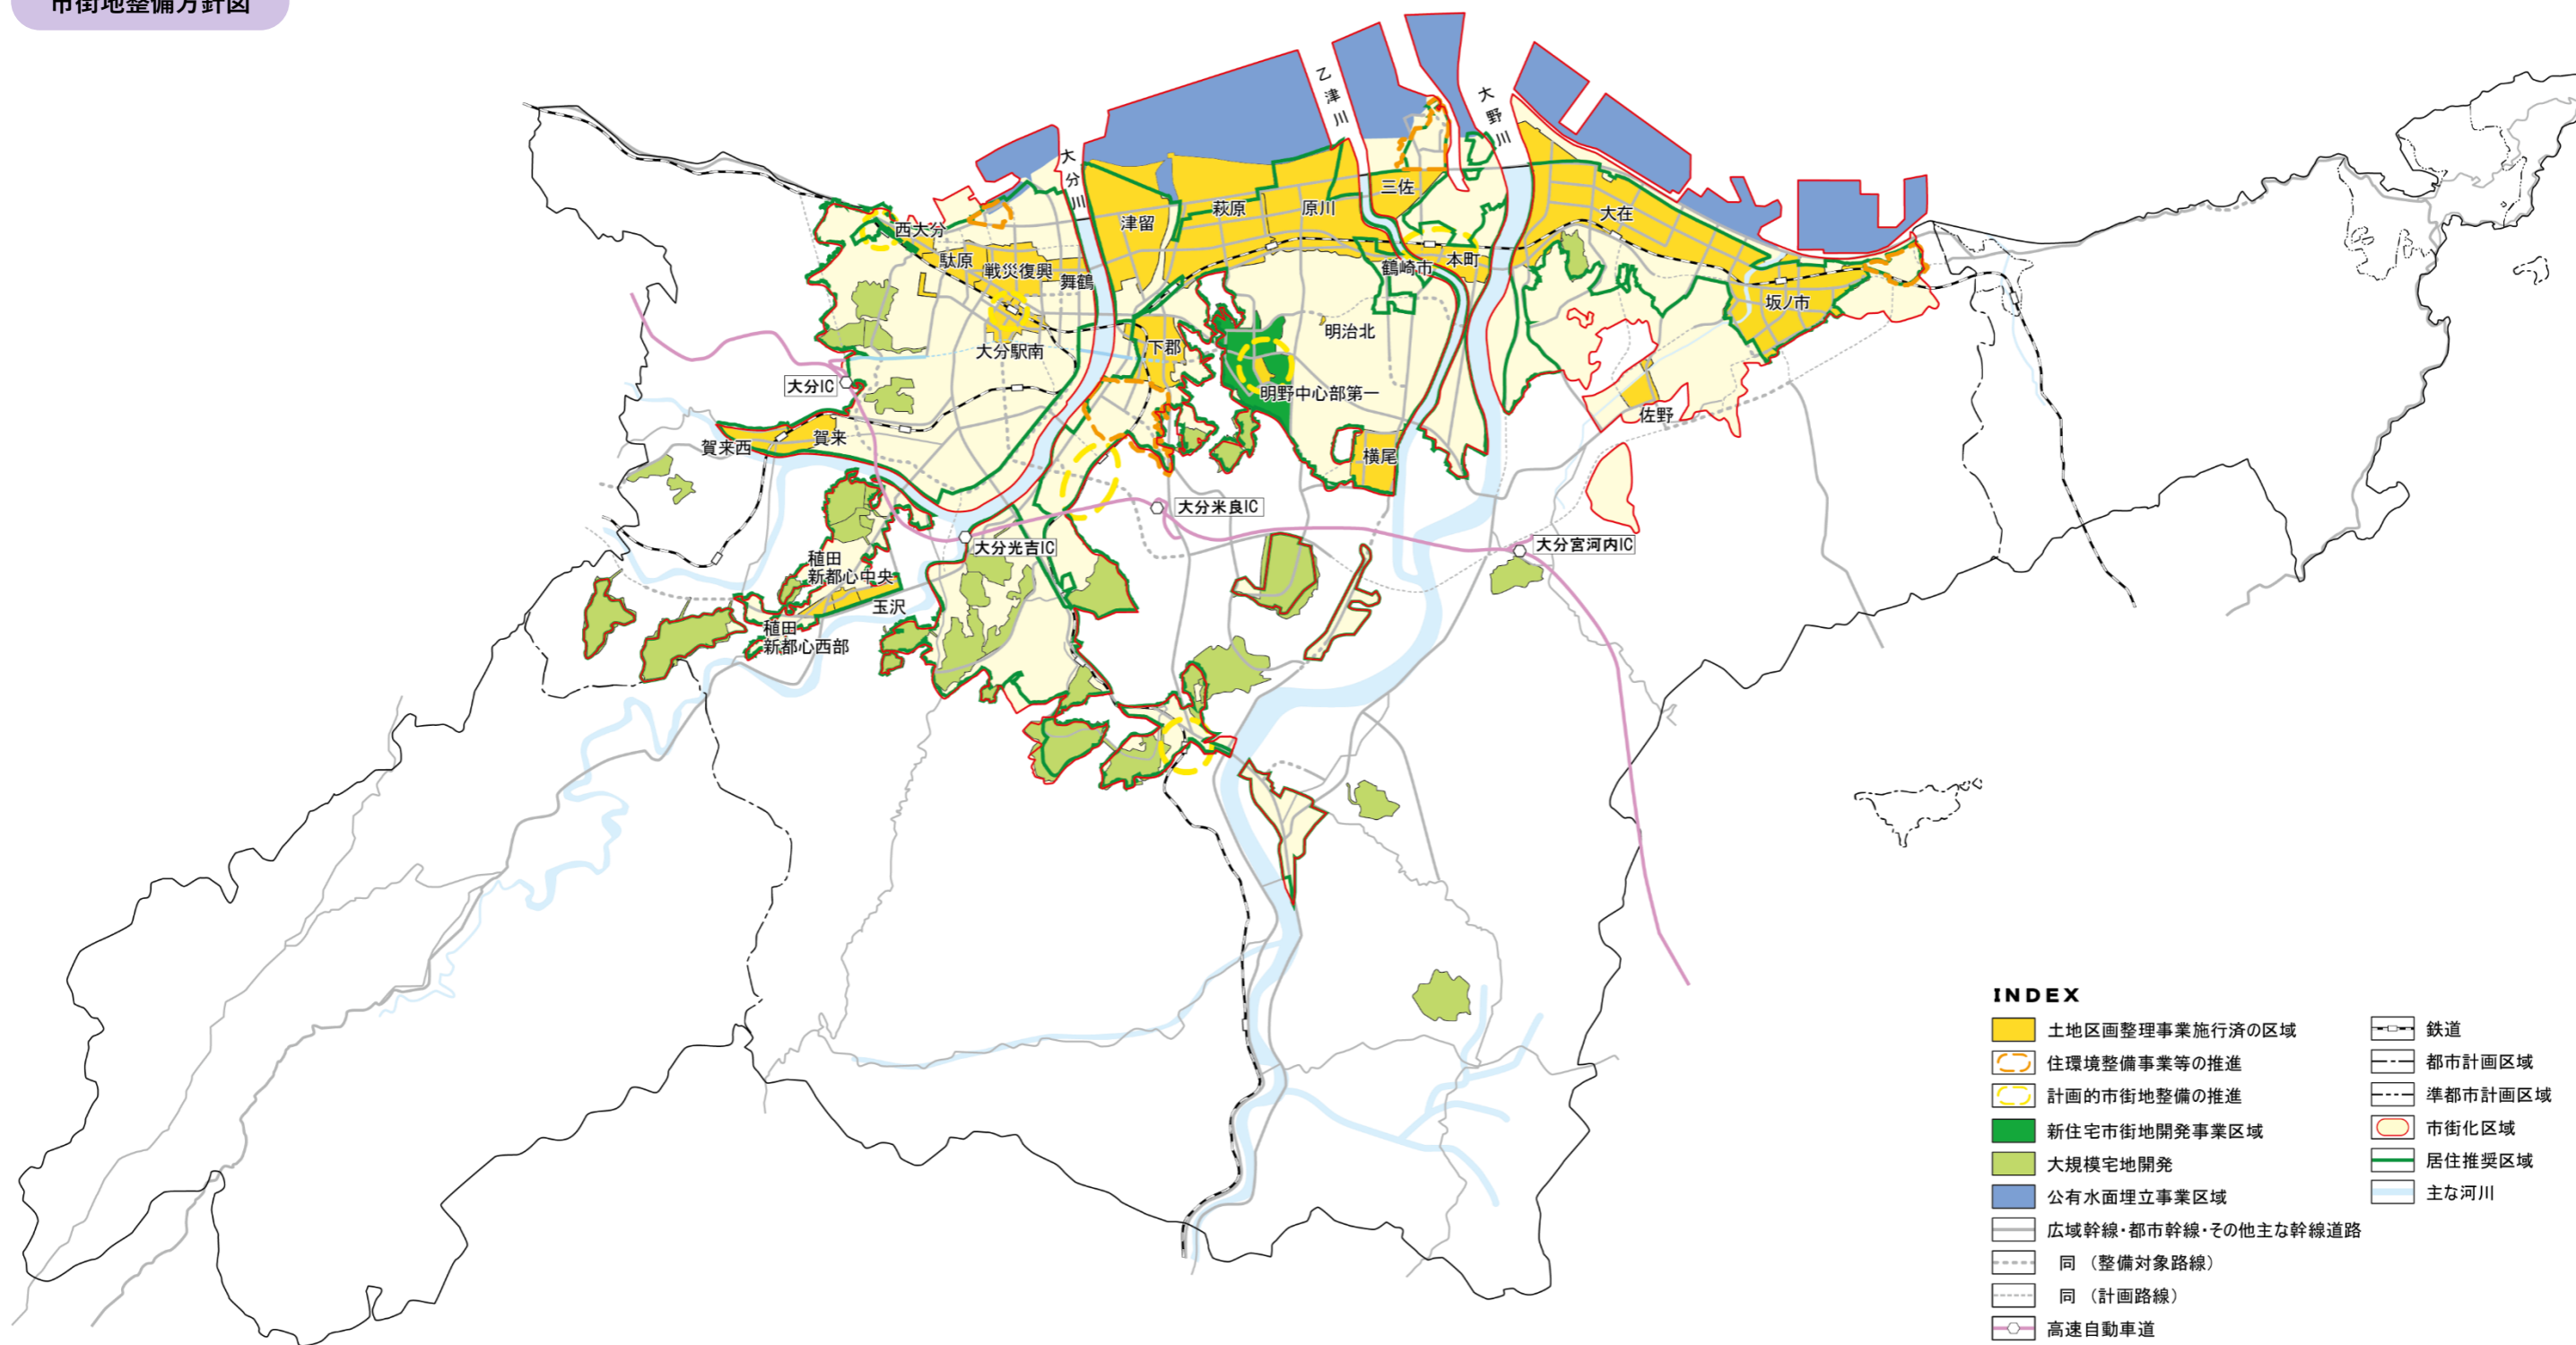 市街地整備方針図
乙津川
大野川
大分川
三佐
津留
萩原
原川
大在
西大分
駄原
戦災復興
舞鶴
鶴崎市
本町
坂ノ市
明治北
大分駅南
下郡
大分IC
明野中心部第一
佐野
賀来
賀来西
横尾
大分米良IC
大分光吉IC
大分宮河内IC
稙田
新都心中央
玉沢
稙田
新都心西部
INDEX
土地区画整理事業施行済の区域
住環境整備事業等の推進
計画的市街地整備の推進
新住宅市街地開発事業区域
大規模宅地開発
公有水面埋立事業区域
広域幹線・都市幹線・その他主な幹線道路
同 （整備対象路線）
同 （計画路線）
高速自動車道
鉄道
都市計画区域
準都市計画区域
市街化区域
居住推奨区域
主な河川